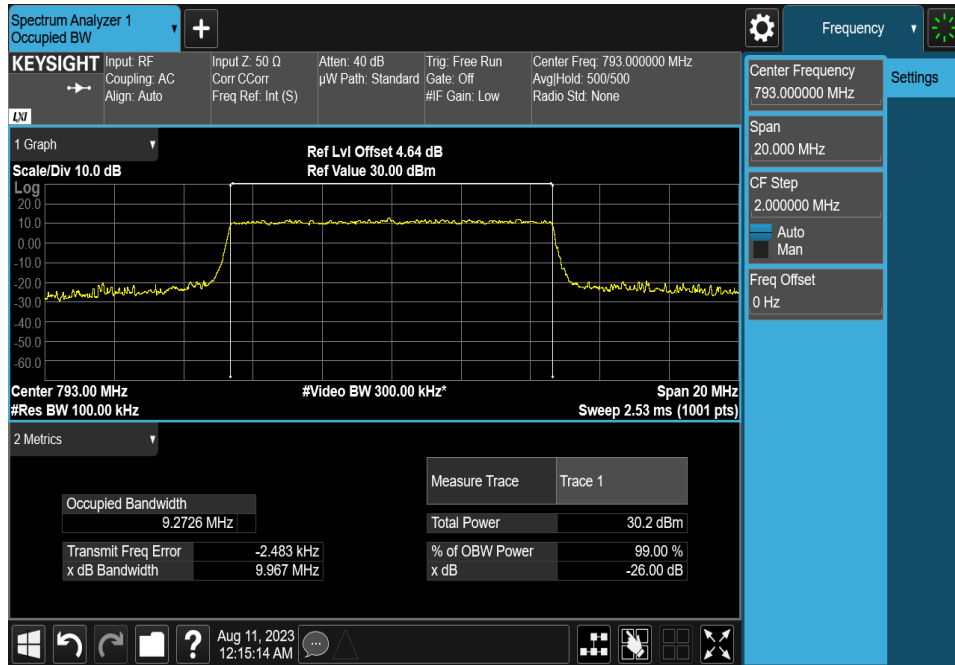 Spectrum Analyzer 1
Occupied BW
Frequency
KEYSIGHT
LXI
Input: RF
Coupling: AC
Align: Auto
Input Z: 50 Ω
Corr CCorr
Freq Ref: Int (S)
Atten: 40 dB
µW Path: Standard
Trig: Free Run
Gate: Off
#IF Gain: Low
Center Freq: 793.000000 MHz
Avg|Hold: 500/500
Radio Std: None
Center Frequency
793.000000 MHz
Settings
Span
20.000 MHz
CF Step
2.000000 MHz
Auto
Man
Freq Offset
0 Hz
1 Graph
Scale/Div 10.0 dB
Ref Lvl Offset 4.64 dB
Ref Value 30.00 dBm
Log
20.0
10.0
0.00
-10.0
-20.0
-30.0
-40.0
-50.0
-60.0
Center 793.00 MHz
#Video BW 300.00 kHz*
Span 20 MHz
#Res BW 100.00 kHz
Sweep 2.53 ms (1001 pts)
2 Metrics
Measure Trace Trace 1
Occupied Bandwidth
9.2726 MHz
Total Power 30.2 dBm
Transmit Freq Error -2.483 kHz
% of OBW Power 99.00 %
x dB Bandwidth 9.967 MHz
x dB -26.00 dB
?
Aug 11, 2023
12:15:14 AM